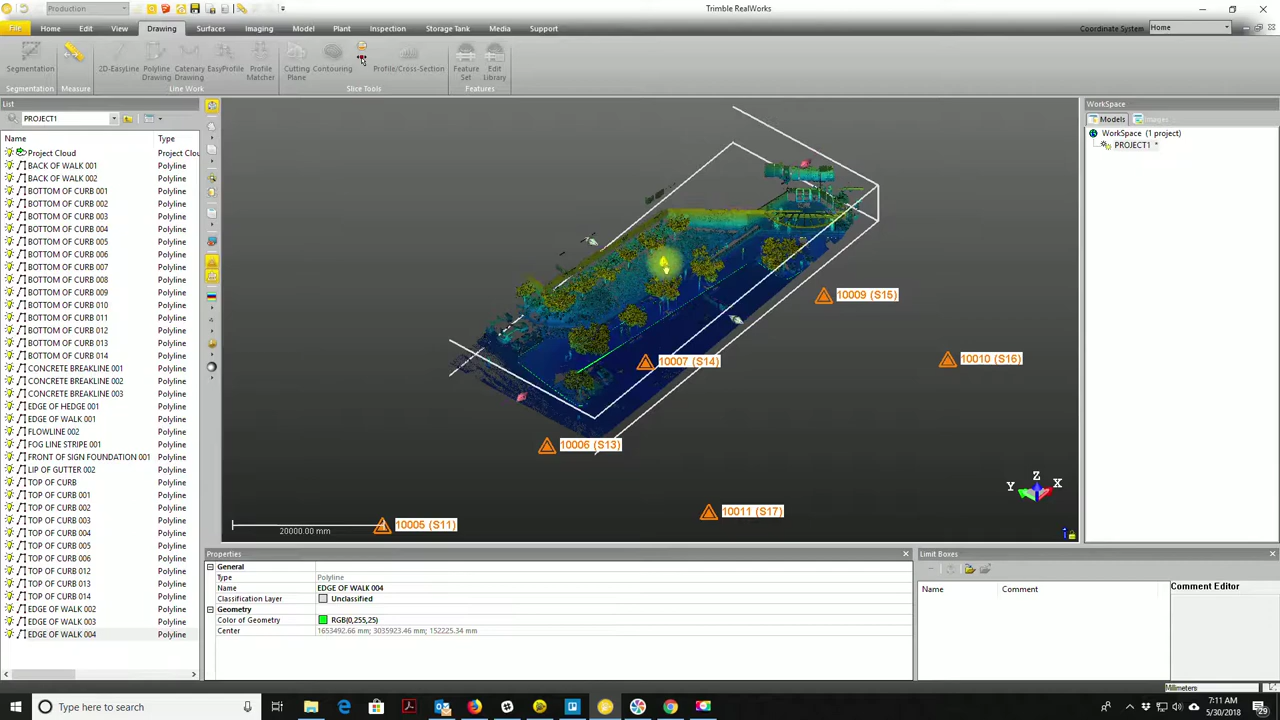 Production
Trimble RealWorks
File Home Edit View Drawing Surfaces Imaging Model Plant Inspection Storage Tank Media Support
Coordinate System Home
Segmentation
2D-EasyLine
Polyline Drawing
Catenary Drawing
EasyProfile
Profile Matcher
Cutting Plane
Contouring
Profile/Cross-Section
Feature Set
Edit Library
Segmentation Measure Line Work Slice Tools Features
List
PROJECT1
Name Type
Project Cloud Project Clou
BACK OF WALK 001 Polyline
BACK OF WALK 002 Polyline
BOTTOM OF CURB 001 Polyline
BOTTOM OF CURB 002 Polyline
BOTTOM OF CURB 003 Polyline
BOTTOM OF CURB 004 Polyline
BOTTOM OF CURB 005 Polyline
BOTTOM OF CURB 006 Polyline
BOTTOM OF CURB 007 Polyline
BOTTOM OF CURB 008 Polyline
BOTTOM OF CURB 009 Polyline
BOTTOM OF CURB 010 Polyline
BOTTOM OF CURB 011 Polyline
BOTTOM OF CURB 012 Polyline
BOTTOM OF CURB 013 Polyline
BOTTOM OF CURB 014 Polyline
CONCRETE BREAKLINE 001 Polyline
CONCRETE BREAKLINE 002 Polyline
CONCRETE BREAKLINE 003 Polyline
EDGE OF HEDGE 001 Polyline
EDGE OF WALK 001 Polyline
FLOWLINE 002 Polyline
FOG LINE STRIPE 001 Polyline
FRONT OF SIGN FOUNDATION 001 Polyline
LIP OF GUTTER 002 Polyline
TOP OF CURB Polyline
TOP OF CURB 001 Polyline
TOP OF CURB 002 Polyline
TOP OF CURB 003 Polyline
TOP OF CURB 004 Polyline
TOP OF CURB 005 Polyline
TOP OF CURB 006 Polyline
TOP OF CURB 012 Polyline
TOP OF CURB 013 Polyline
TOP OF CURB 014 Polyline
EDGE OF WALK 002 Polyline
EDGE OF WALK 003 Polyline
EDGE OF WALK 004 Polyline
10009 (S15)
10007 (S14)
10010 (S16)
10006 (S13)
10011 (S17)
10005 (S11)
20000.00 mm
Z
Y X
WorkSpace
Models Images
WorkSpace (1 project)
PROJECT1 *
Properties
General
Type Polyline
Name EDGE OF WALK 004
Classification Layer Unclassified
Geometry
Color of Geometry RGB(0,255,25)
Center 1653492.66 mm; 3035923.46 mm; 152225.34 mm
Limit Boxes
Name Comment
Comment Editor
Millimeters
Type here to search
7:11 AM
5/30/2018
29